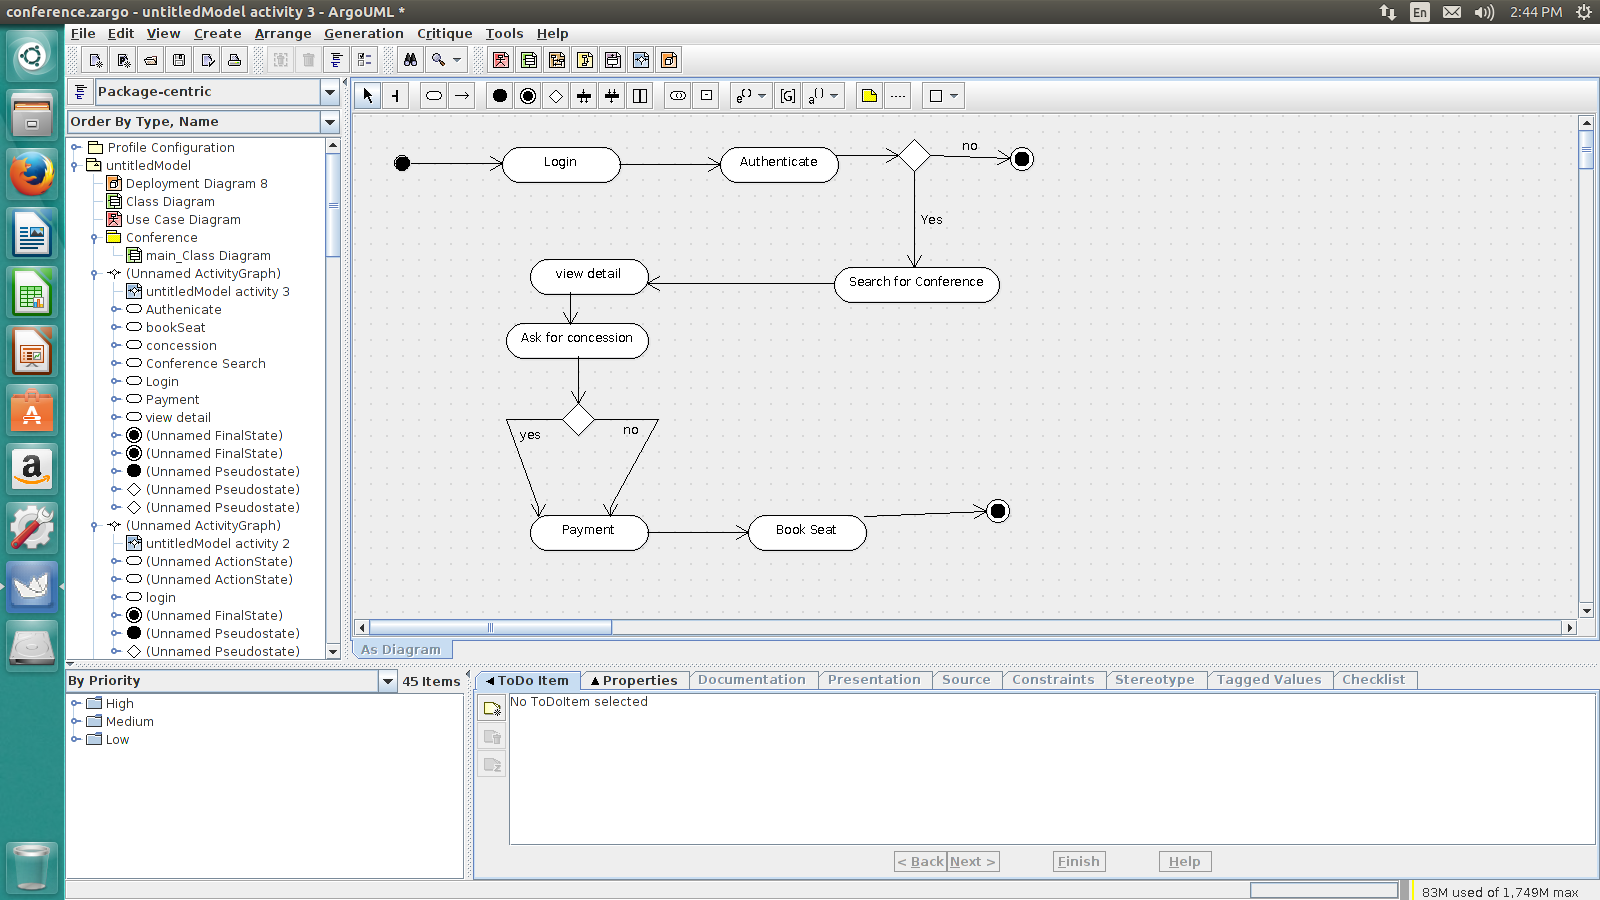 conference.zargo - untitledModel activity 3 - ArgoUML *
En
2:44 PM
File Edit View Create Arrange Generation Critique Tools Help
Package-centric
Order By Type, Name
Profile Configuration
untitledModel
Deployment Diagram 8
Class Diagram
Use Case Diagram
Conference
main_Class Diagram
(Unnamed ActivityGraph)
untitledModel activity 3
Authenicate
bookSeat
concession
Conference Search
Login
Payment
view detail
(Unnamed FinalState)
(Unnamed FinalState)
(Unnamed Pseudostate)
(Unnamed Pseudostate)
(Unnamed Pseudostate)
(Unnamed ActivityGraph)
untitledModel activity 2
(Unnamed ActionState)
(Unnamed ActionState)
login
(Unnamed FinalState)
(Unnamed Pseudostate)
(Unnamed Pseudostate)
e()
[G]
a()
Login
Authenticate
no
Yes
Search for Conference
view detail
Ask for concession
yes
no
Payment
Book Seat
As Diagram
By Priority
45 Items
High
Medium
Low
ToDo Item
Properties
Documentation
Presentation
Source
Constraints
Stereotype
Tagged Values
Checklist
No ToDoItem selected
< Back
Next >
Finish
Help
83M used of 1,749M max